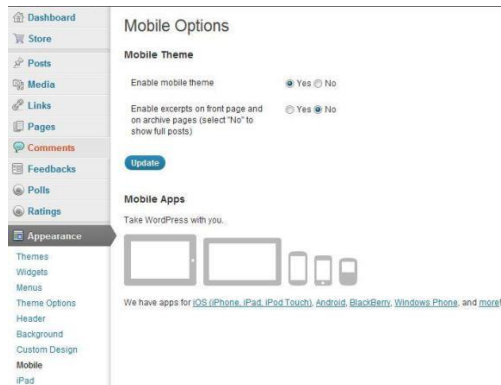 Dashboard
Store
Posts
Media
Links
Pages
Comments
Feedbacks
Polls
Ratings
Appearance
Themes
Widgets
Menus
Theme Options
Header
Background
Custom Design
Mobile
iPad
Mobile Options
Mobile Theme
Enable mobile theme
Yes No
Enable excerpts on front page and
on archive pages (select "No" to
show full posts)
Yes No
Update
Mobile Apps
Take WordPress with you.
We have apps for iOS (iPhone, iPad, iPod Touch), Android, BlackBerry, Windows Phone, and more!